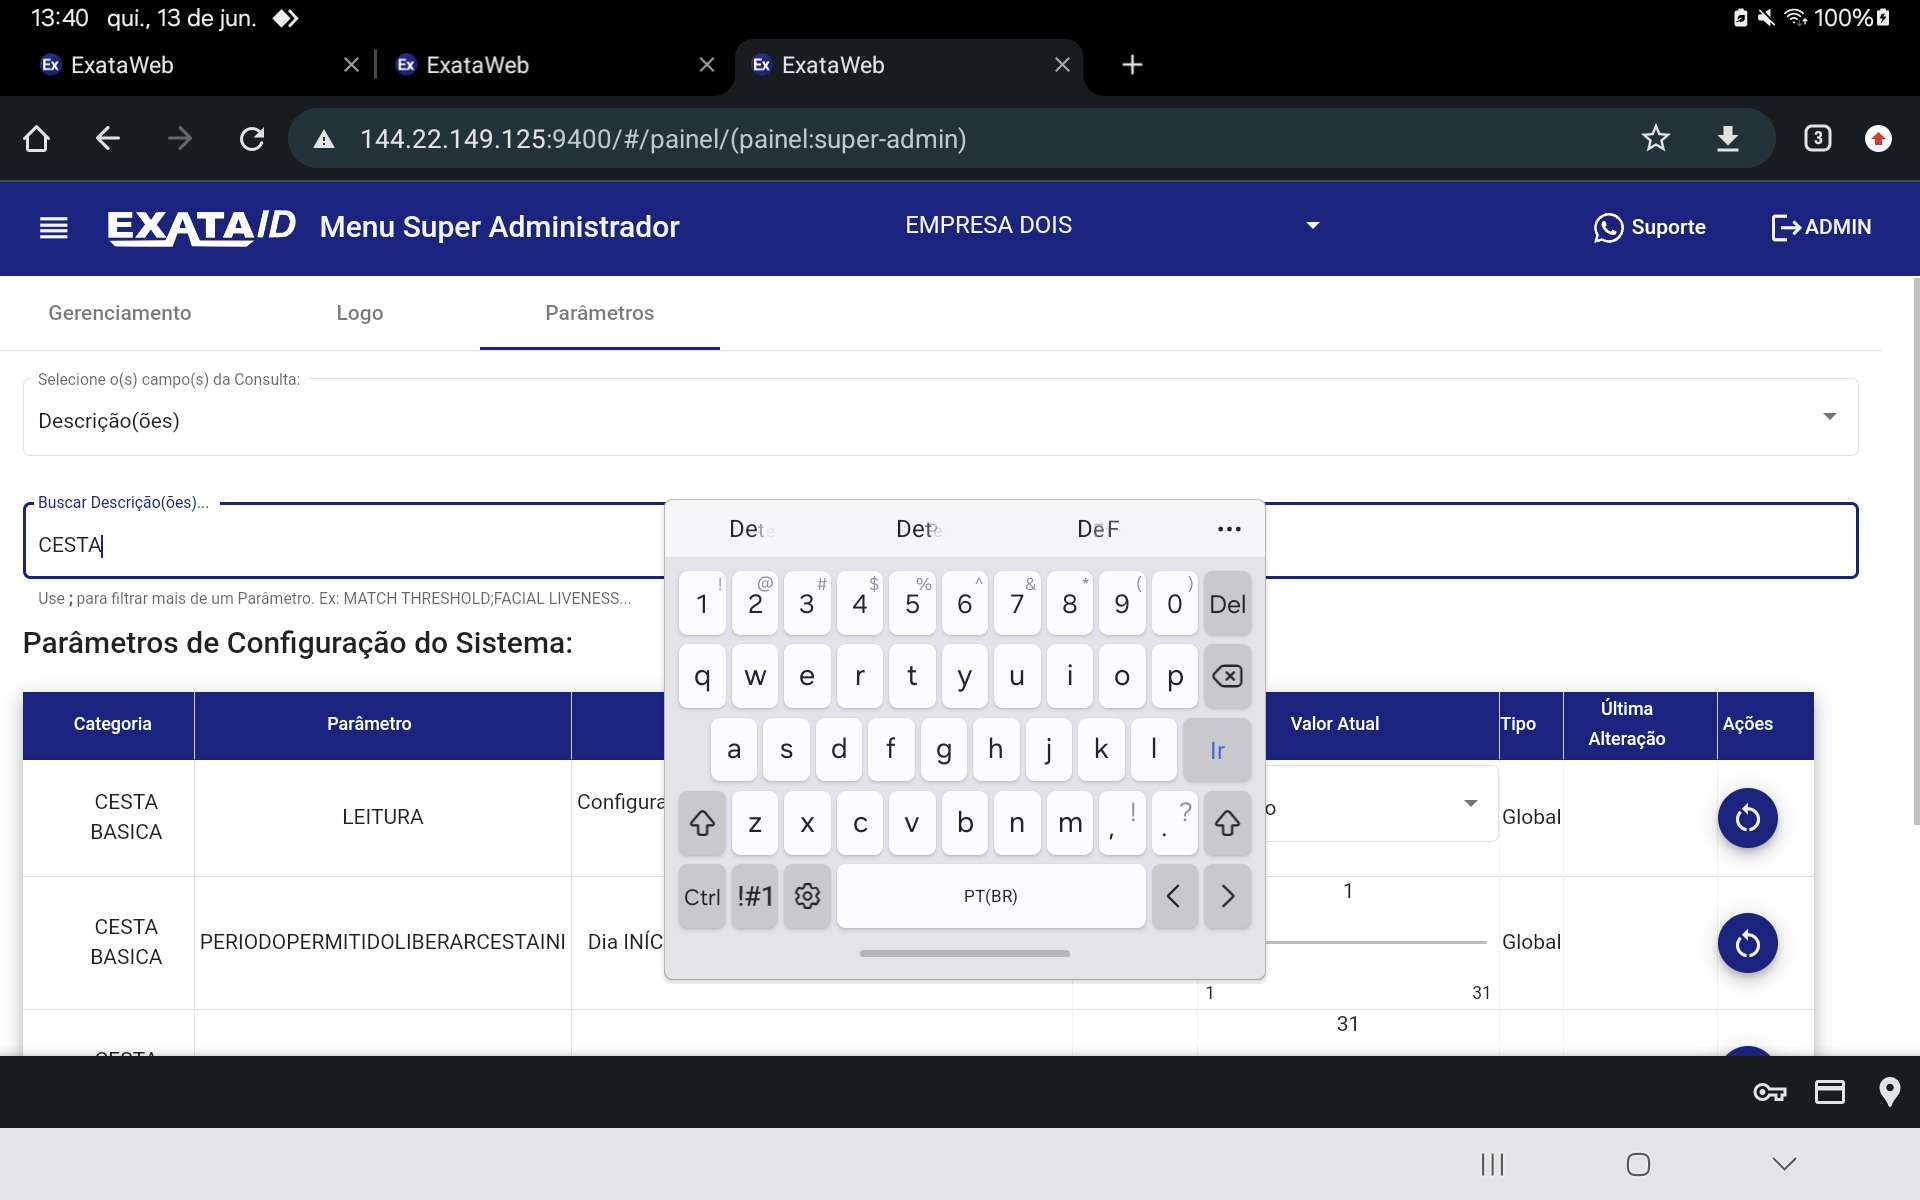 13:40 qui., 13 de jun. 100%
Ex ExataWeb Ex ExataWeb Ex ExataWeb
144.22.149.125:9400/#/painel/(painel:super-admin) 3
EXATA/D Menu Super Administrador EMPRESA DOIS Suporte ADMIN
Gerenciamento Logo Parâmetros
Selecione o(s) campo(s) da Consulta:
Descrição(ões)
Buscar Descrição(ões)...
CESTA
Use ; para filtrar mais de um Parâmetro. Ex: MATCH THRESHOLD;FACIAL LIVENESS...
Parâmetros de Configuração do Sistema:
Categoria Parâmetro Valor Atual Tipo Última Alteração Ações
CESTA BASICA LEITURA Configura o Global
CESTA BASICA PERIODOPERMITIDOLIBERARCESTAINI Dia INÍC 1 Global
1 31
31
CESTA
! @ # $ % ^ & * ( )
1 2 3 4 5 6 7 8 9 0 Del
q w e r t y u i o p
a s d f g h j k l Ir
z x c v b n m , ! . ?
Ctrl !#1 PT(BR) < >